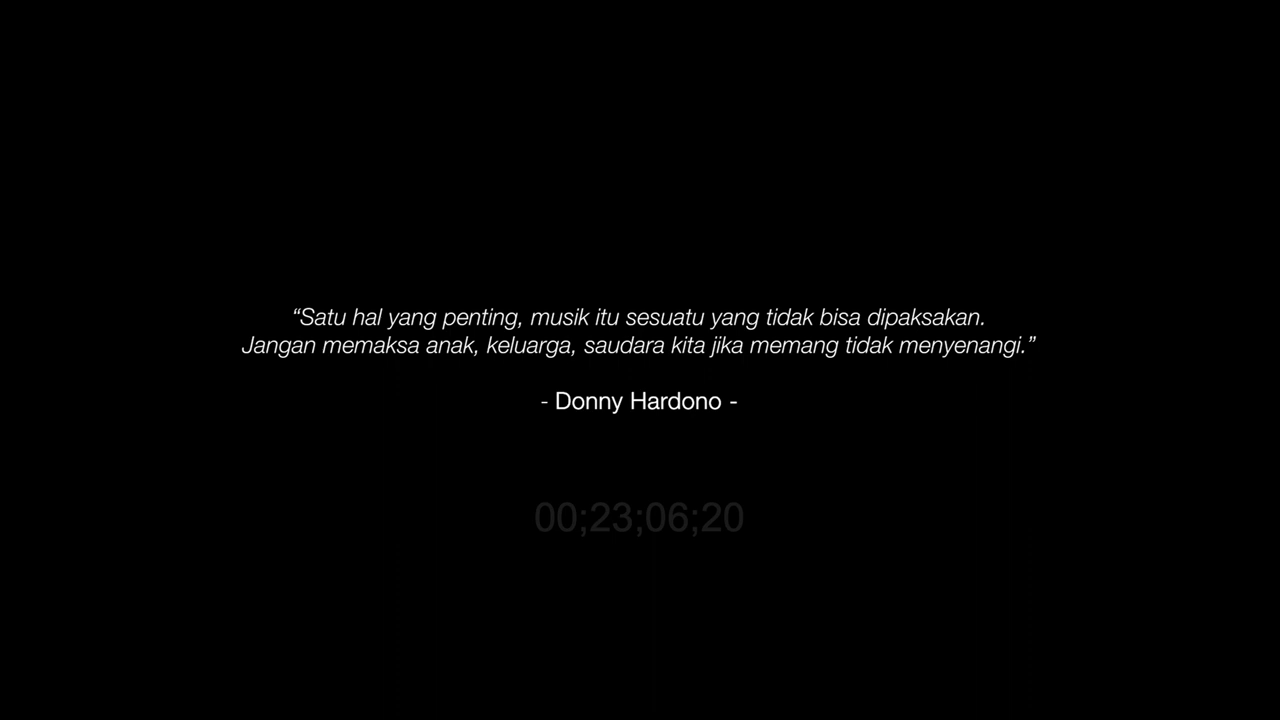 “Satu hal yang penting, musik itu sesuatu yang tidak bisa dipaksakan.
Jangan memaksa anak, keluarga, saudara kita jika memang tidak menyenangi.”
- Donny Hardono -
00;23;06;20